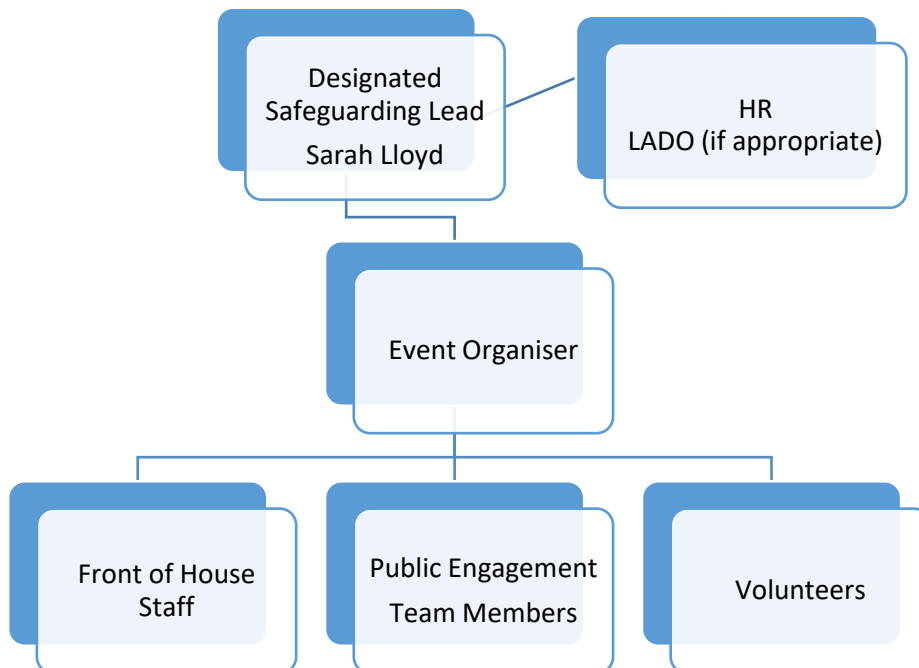 Designated
Safeguarding Lead
Sarah Lloyd
HR
LADO (if appropriate)
Event Organiser
Front of House
Staff
Public Engagement
Team Members
Volunteers